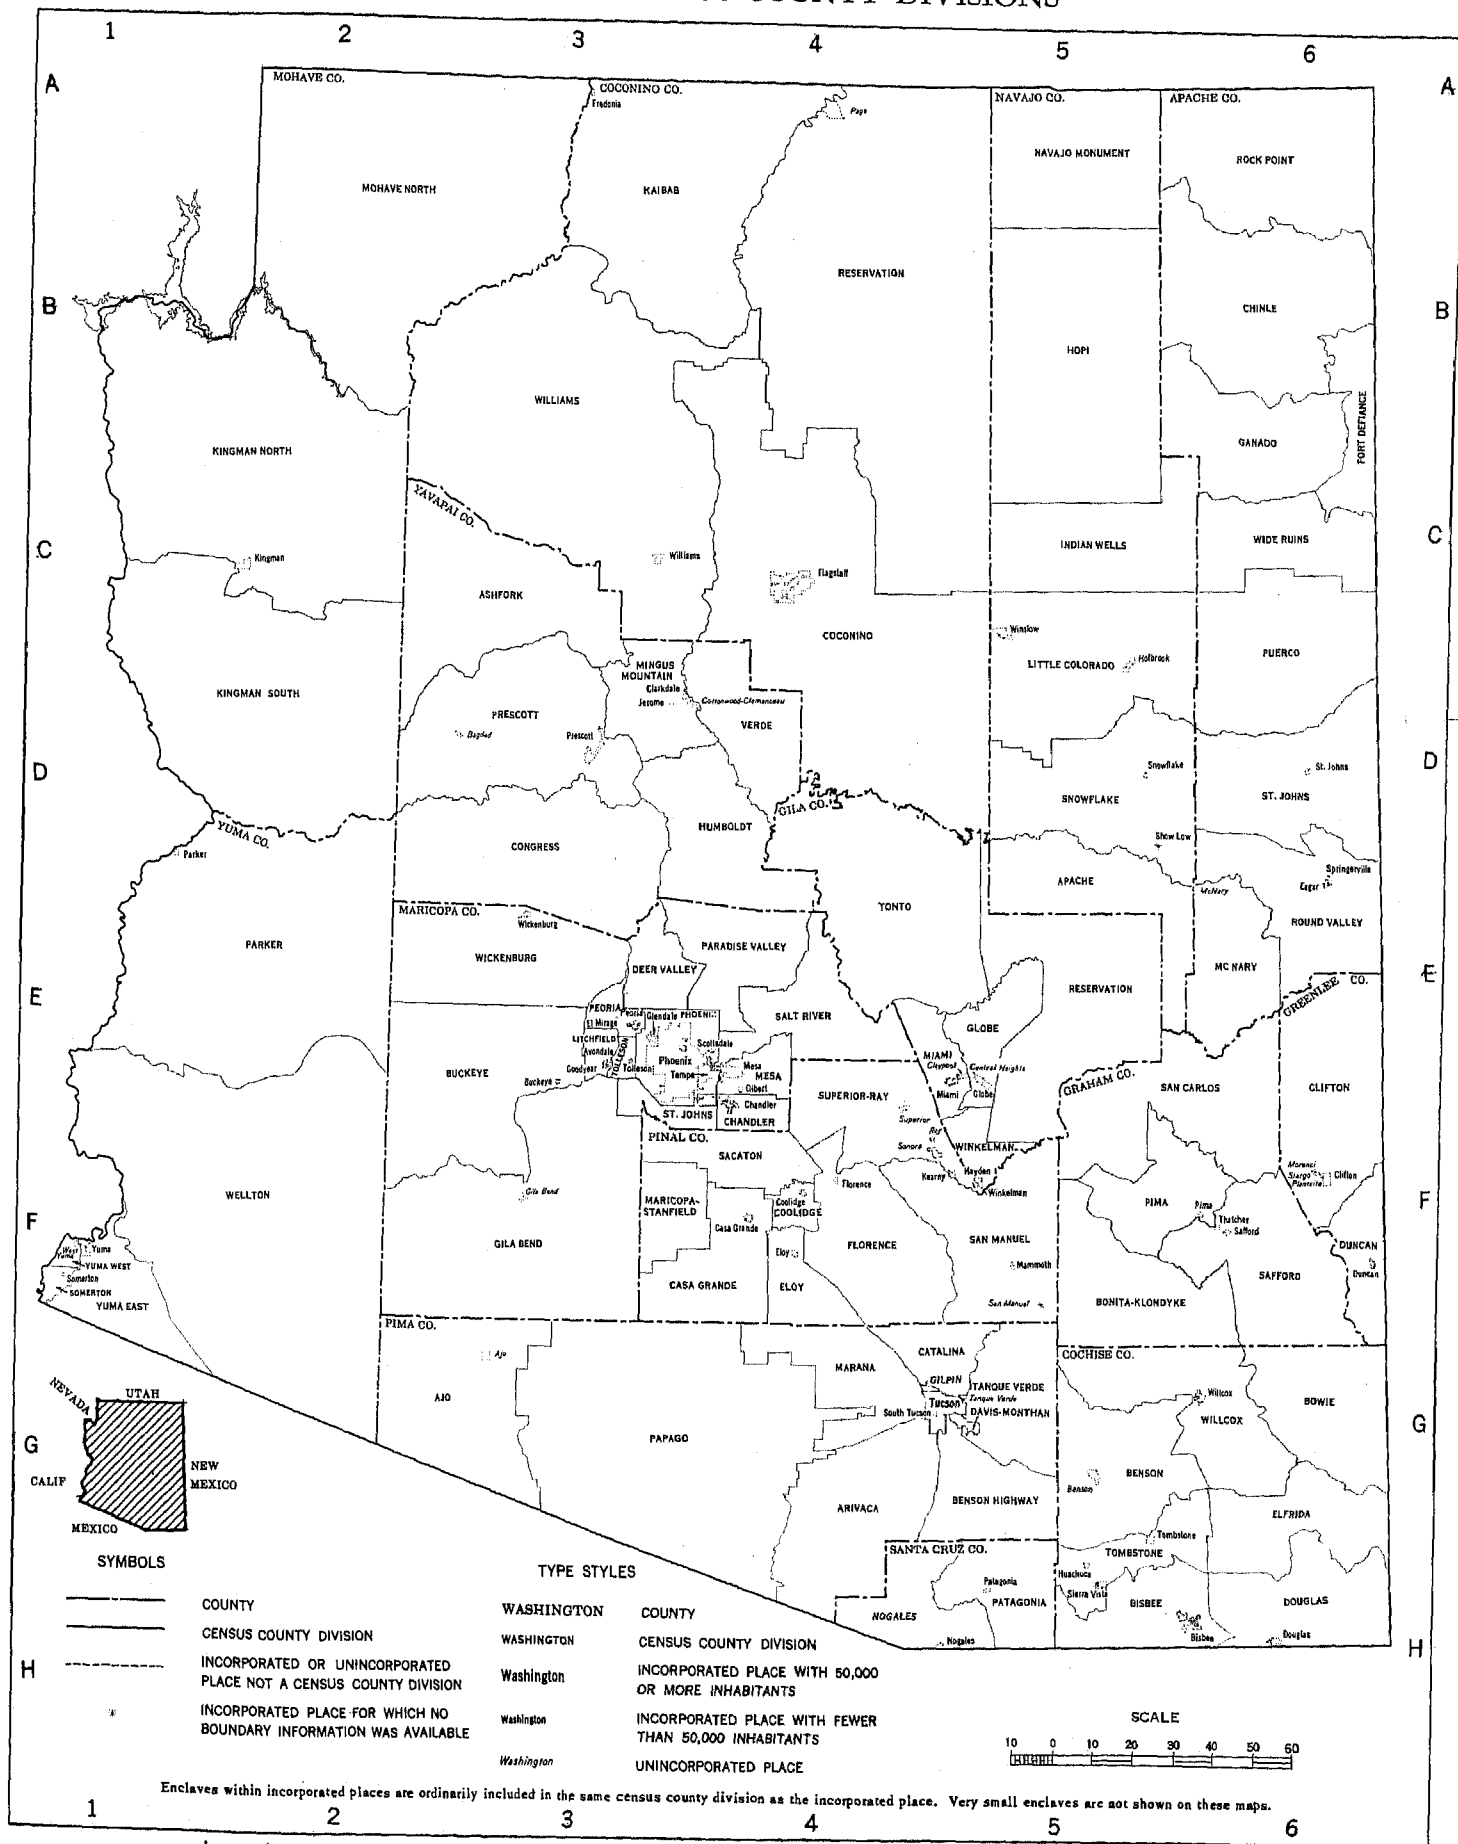 COUNTY DIVISIONS
1 2 3 4 5 6
A
A
MOHAVE CO.
COCONINO CO.
NAVAJO CO.
APACHE CO.
Fredonia
Page
NAVAJO MONUMENT
ROCK POINT
MOHAVE NORTH
KAIBAB
RESERVATION
B
B
CHINLE
HOPI
WILLIAMS
FORT DEFIANCE
GANADO
KINGMAN NORTH
YAVAPAI CO.
C
C
Kingman
Williams
INDIAN WELLS
WIDE RUINS
Flagstaff
ASHFORK
COCONINO
Winslow
LITTLE COLORADO
Holbrook
PUERCO
MINGUS
MOUNTAIN
KINGMAN SOUTH
Clarkdale
Jerome
Cottonwood-Clemenceau
PRESCOTT
VERDE
Bagdad
Prescott
D
D
Snowflake
St. Johns
SNOWFLAKE
ST. JOHNS
GILA CO.
YUMA CO.
HUMBOLDT
Parker
CONGRESS
Show Low
Springerville
Eagar
APACHE
McNary
MARICOPA CO.
TONTO
Wickenburg
ROUND VALLEY
PARKER
PARADISE VALLEY
WICKENBURG
DEER VALLEY
MC NARY
E
E
GREENLEE CO.
RESERVATION
PEORIA
Peoria
Glendale
PHOENIX
El Mirage
SALT RIVER
GLOBE
LITCHFIELD
Avondale
TOLLESON
Scottsdale
Goodyear
Tolleson
Phoenix
Mesa
MESA
Tempe
Gilbert
MIAMI
Claypool
Central Heights
BUCKEYE
Buckeye
Miami
Globe
GRAHAM CO.
SAN CARLOS
CLIFTON
SUPERIOR-RAY
Superior
Chandler
CHANDLER
ST. JOHNS
PINAL CO.
Ray
Sonora
WINKELMAN
SACATON
Hayden
Kearny
Winkelman
Morenci
Stargo
Plantsite
Clifton
WELLTON
Gila Bend
MARICOPA-
STANFIELD
Coolidge
COOLIDGE
Florence
PIMA
Pima
Thatcher
Safford
F
F
Casa Grande
GILA BEND
Eloy
FLORENCE
SAN MANUEL
Mammoth
DUNCAN
Duncan
West
Yuma
Yuma
YUMA WEST
Somerton
SOMERTON
YUMA EAST
CASA GRANDE
ELOY
San Manuel
BONITA-KLONDYKE
SAFFORD
PIMA CO.
Ajo
CATALINA
COCHISE CO.
MARANA
GILPIN
TANQUE VERDE
Tanque Verde
AJO
Tucson
South Tucson
DAVIS-MONTHAN
Willcox
WILLCOX
BOWIE
NEVADA
UTAH
G
G
NEW
MEXICO
CALIF
MEXICO
PAPAGO
Benson
BENSON
ARIVACA
BENSON HIGHWAY
ELFRIDA
Tombstone
TOMBSTONE
SANTA CRUZ CO.
Huachuca
Sierra Vista
Patagonia
PATAGONIA
BISBEE
DOUGLAS
NOGALES
Nogales
Bisbee
Douglas
H
H
SYMBOLS
COUNTY
CENSUS COUNTY DIVISION
INCORPORATED OR UNINCORPORATED
PLACE NOT A CENSUS COUNTY DIVISION
INCORPORATED PLACE FOR WHICH NO
BOUNDARY INFORMATION WAS AVAILABLE
TYPE STYLES
WASHINGTON COUNTY
WASHINGTON CENSUS COUNTY DIVISION
Washington INCORPORATED PLACE WITH 50,000
OR MORE INHABITANTS
Washington INCORPORATED PLACE WITH FEWER
THAN 50,000 INHABITANTS
Washington UNINCORPORATED PLACE
SCALE
10 0 10 20 30 40 50 60
Enclaves within incorporated places are ordinarily included in the same census county division as the incorporated place. Very small enclaves are not shown on these maps.
1 2 3 4 5 6